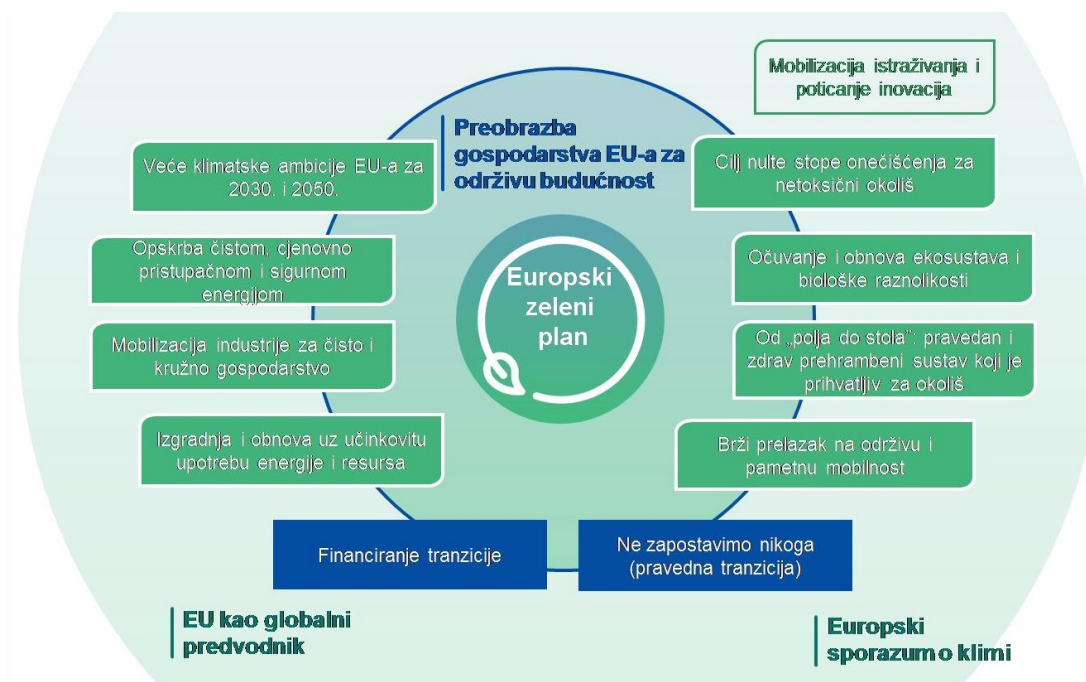 Mobilizacija istraživanja i
poticanje inovacija
Preobrazba
gospodarstva EU-a za
održivu budućnost
Veće klimatske ambicije EU-a za
2030. i 2050.
Cilj nulte stope onečišćenja za
netoksični okoliš
Opskrba čistom, cjenovno
pristupačnom i sigurnom
energijom
Očuvanje i obnova ekosustava i
biološke raznolikosti
Europski
zeleni
plan
Mobilizacija industrije za čisto i
kružno gospodarstvo
Od „polja do stola”: pravedan i
zdrav prehrambeni sustav koji je
prihvatljiv za okoliš
Izgradnja i obnova uz učinkovitu
upotrebu energije i resursa
Brži prelazak na održivu i
pametnu mobilnost
Financiranje tranzicije
Ne zapostavimo nikoga
(pravedna tranzicija)
EU kao globalni
predvodnik
Europski
sporazum o klimi